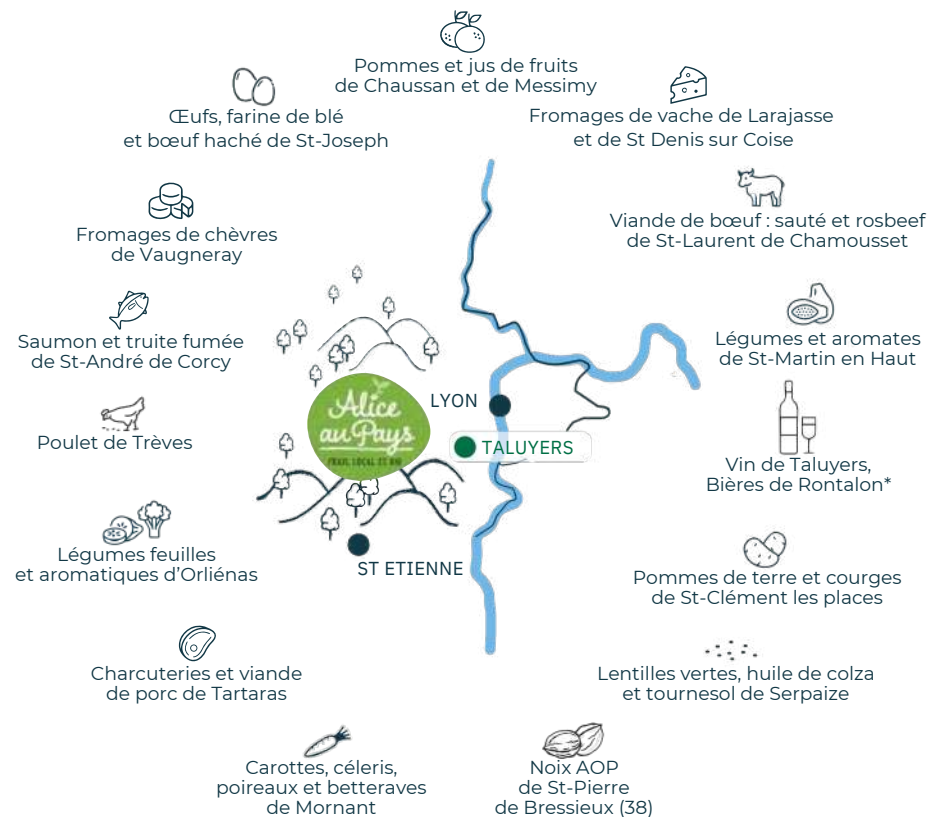 Pommes et jus de fruits
de Chaussan et de Messimy
Œufs, farine de blé
et bœuf haché de St-Joseph
Fromages de vache de Larajasse
et de St Denis sur Coise
Fromages de chèvres
de Vaugneray
Viande de bœuf : sauté et rosbeef
de St-Laurent de Chamousset
Saumon et truite fumée
de St-André de Corcy
Légumes et aromates
de St-Martin en Haut
Alice
au Pays
FRAIS, LOCAL ET BIO
LYON
TALUYERS
ST ETIENNE
Poulet de Trèves
Vin de Taluyers,
Bières de Rontalon*
Légumes feuilles
et aromatiques d’Orliénas
Pommes de terre et courges
de St-Clément les places
Charcuteries et viande
de porc de Tartaras
Lentilles vertes, huile de colza
et tournesol de Serpaize
Carottes, céleris,
poireaux et betteraves
de Mornant
Noix AOP
de St-Pierre
de Bressieux (38)